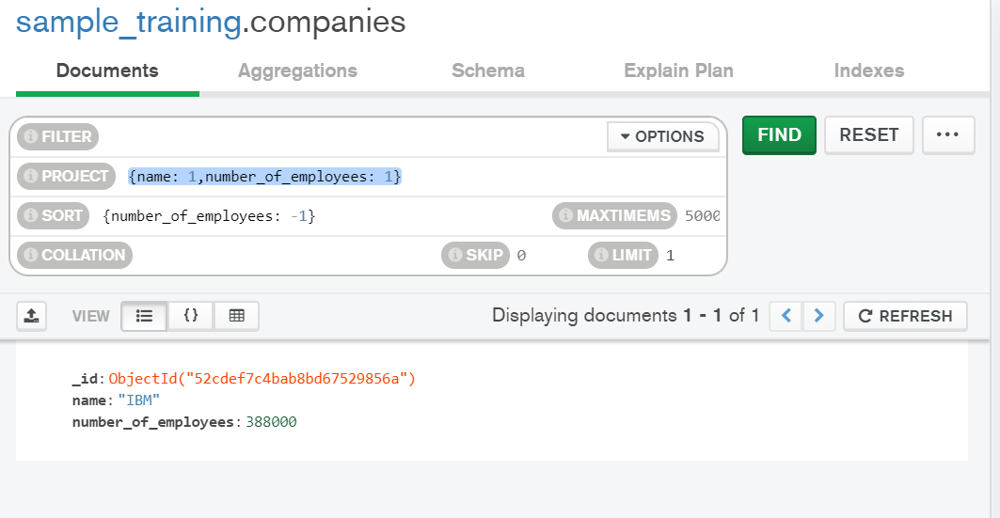 sample_training.companies
Documents Aggregations Schema Explain Plan Indexes
FILTER OPTIONS FIND RESET ...
PROJECT {name: 1,number_of_employees: 1}
SORT {number_of_employees: -1} MAXTIMEMS 5000
COLLATION SKIP 0 LIMIT 1
VIEW {} Displaying documents 1 - 1 of 1 REFRESH
_id: ObjectId("52cdef7c4bab8bd67529856a")
name: "IBM"
number_of_employees: 388000